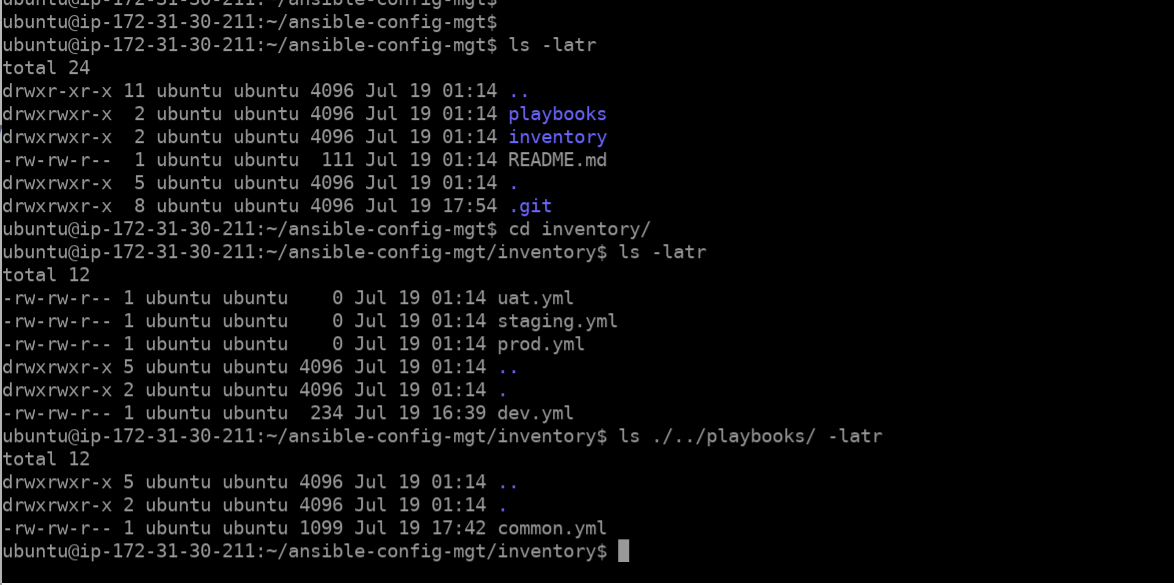 ubuntu@ip-172-31-30-211:~/ansible-config-mgt$
ubuntu@ip-172-31-30-211:~/ansible-config-mgt$
ubuntu@ip-172-31-30-211:~/ansible-config-mgt$ ls -latr
total 24
drwxr-xr-x 11 ubuntu ubuntu 4096 Jul 19 01:14 ..
drwxrwxr-x  2 ubuntu ubuntu 4096 Jul 19 01:14 playbooks
drwxrwxr-x  2 ubuntu ubuntu 4096 Jul 19 01:14 inventory
-rw-rw-r--  1 ubuntu ubuntu  111 Jul 19 01:14 README.md
drwxrwxr-x  5 ubuntu ubuntu 4096 Jul 19 01:14 .
drwxrwxr-x  8 ubuntu ubuntu 4096 Jul 19 17:54 .git
ubuntu@ip-172-31-30-211:~/ansible-config-mgt$ cd inventory/
ubuntu@ip-172-31-30-211:~/ansible-config-mgt/inventory$ ls -latr
total 12
-rw-rw-r-- 1 ubuntu ubuntu    0 Jul 19 01:14 uat.yml
-rw-rw-r-- 1 ubuntu ubuntu    0 Jul 19 01:14 staging.yml
-rw-rw-r-- 1 ubuntu ubuntu    0 Jul 19 01:14 prod.yml
drwxrwxr-x 5 ubuntu ubuntu 4096 Jul 19 01:14 ..
drwxrwxr-x 2 ubuntu ubuntu 4096 Jul 19 01:14 .
-rw-rw-r-- 1 ubuntu ubuntu  234 Jul 19 16:39 dev.yml
ubuntu@ip-172-31-30-211:~/ansible-config-mgt/inventory$ ls ./../playbooks/ -latr
total 12
drwxrwxr-x 5 ubuntu ubuntu 4096 Jul 19 01:14 ..
drwxrwxr-x 2 ubuntu ubuntu 4096 Jul 19 01:14 .
-rw-rw-r-- 1 ubuntu ubuntu 1099 Jul 19 17:42 common.yml
ubuntu@ip-172-31-30-211:~/ansible-config-mgt/inventory$